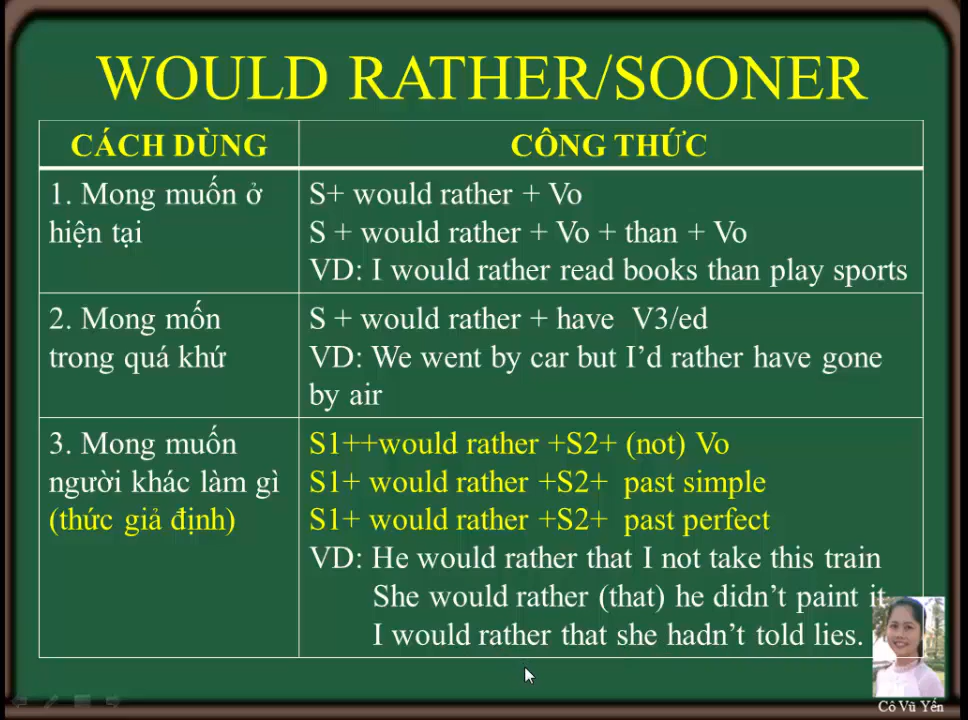 WOULD RATHER/SOONER
CÁCH DÙNG
CÔNG THỨC
1. Mong muốn ở
hiện tại
S+ would rather + Vo
S + would rather + Vo + than + Vo
VD: I would rather read books than play sports
2. Mong mốn
trong quá khứ
S + would rather + have V3/ed
VD: We went by car but I’d rather have gone
by air
3. Mong muốn
người khác làm gì
(thức giả định)
S1++would rather +S2+ (not) Vo
S1+ would rather +S2+ past simple
S1+ would rather +S2+ past perfect
VD: He would rather that I not take this train
She would rather (that) he didn’t paint it.
I would rather that she hadn’t told lies.
Cô Vũ Yến